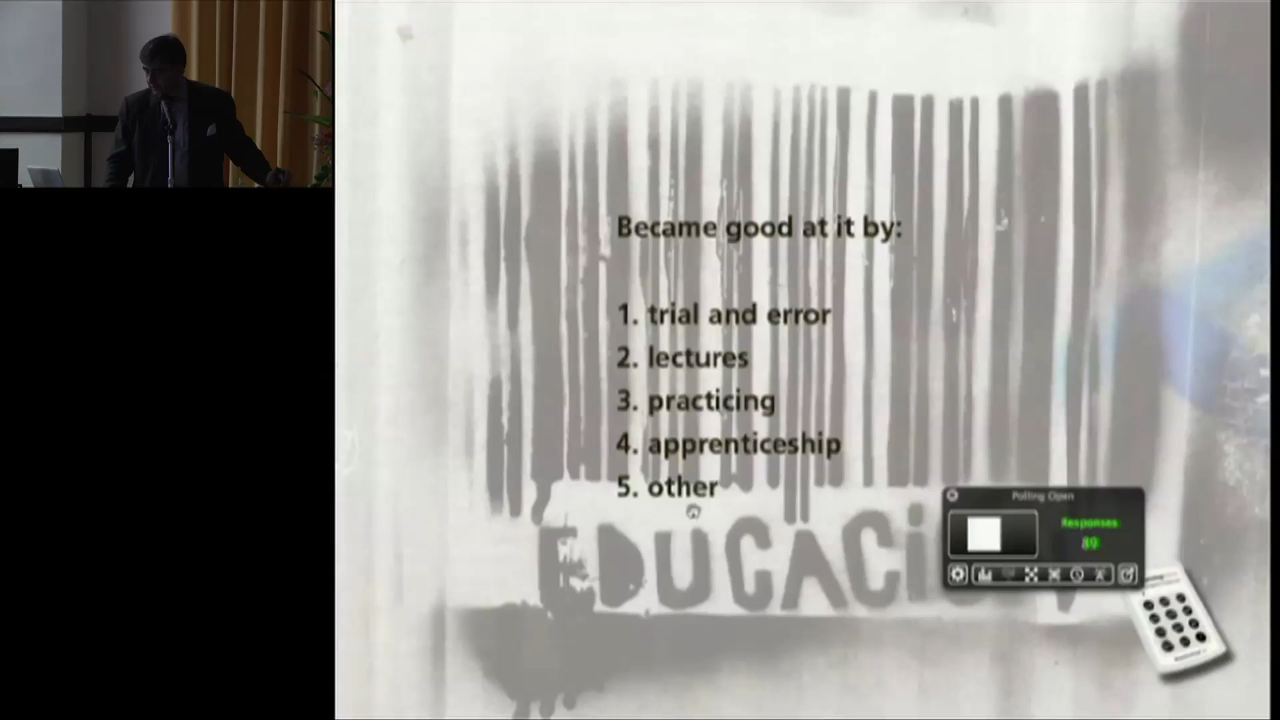 Became good at it by:
1. trial and error
2. lectures
3. practicing
4. apprenticeship
5. other
EDUCACi
Polling Open
Responses
89